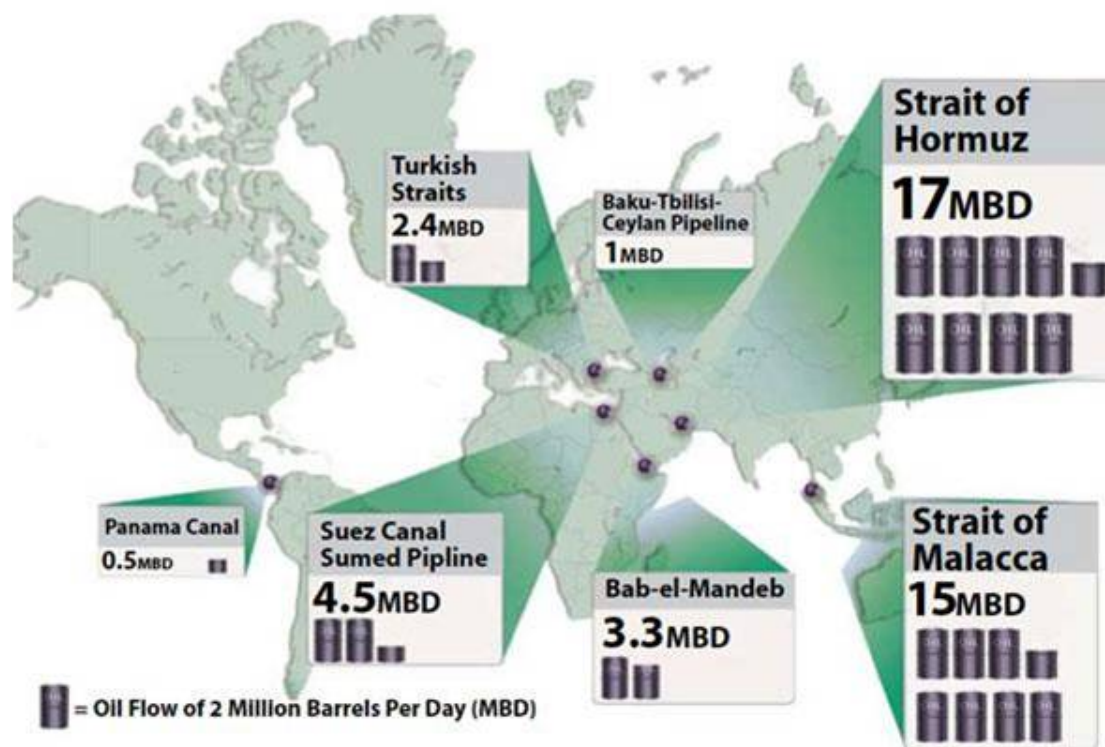 Strait of
Hormuz
17MBD
Turkish
Straits
2.4MBD
Baku-Tbilisi-
Ceylan Pipeline
1MBD
Panama Canal
0.5MBD
Suez Canal
Sumed Pipline
4.5MBD
Bab-el-Mandeb
3.3MBD
Strait of
Malacca
15MBD
= Oil Flow of 2 Million Barrels Per Day (MBD)